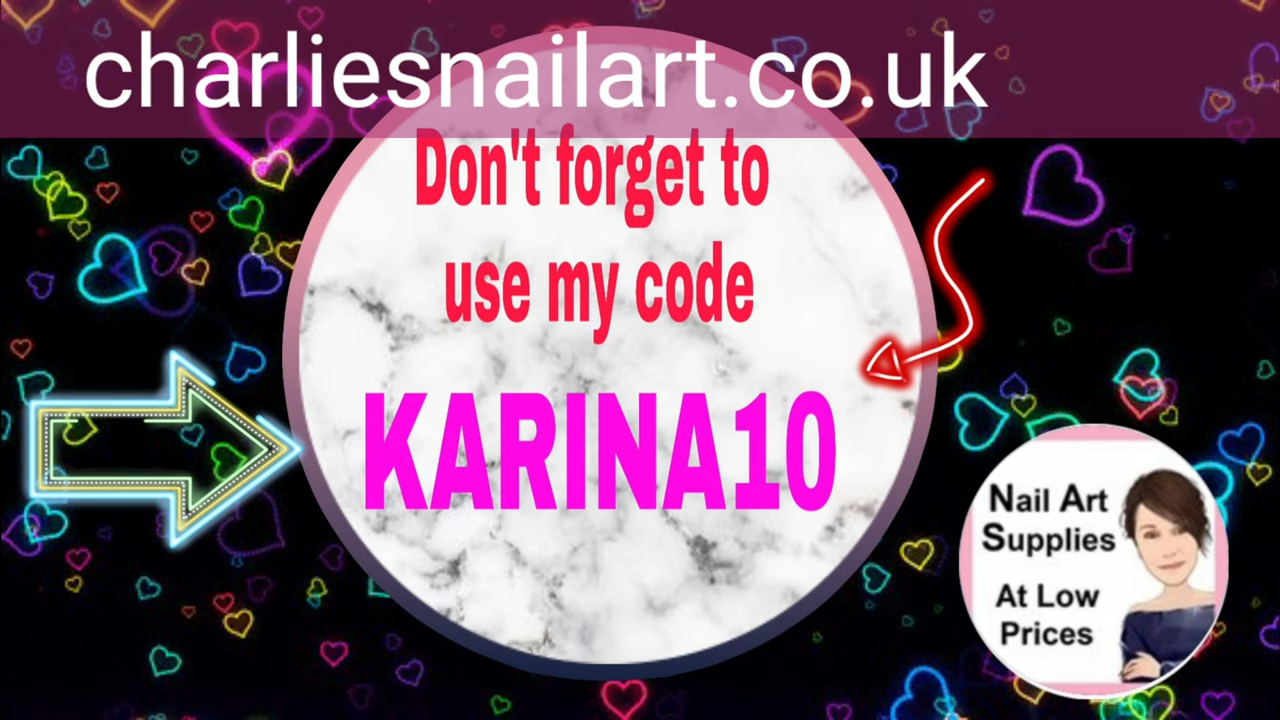 charliesnailart.co.uk
Don't forget to
use my code
KARINA10
Nail Art
Supplies
At Low
Prices